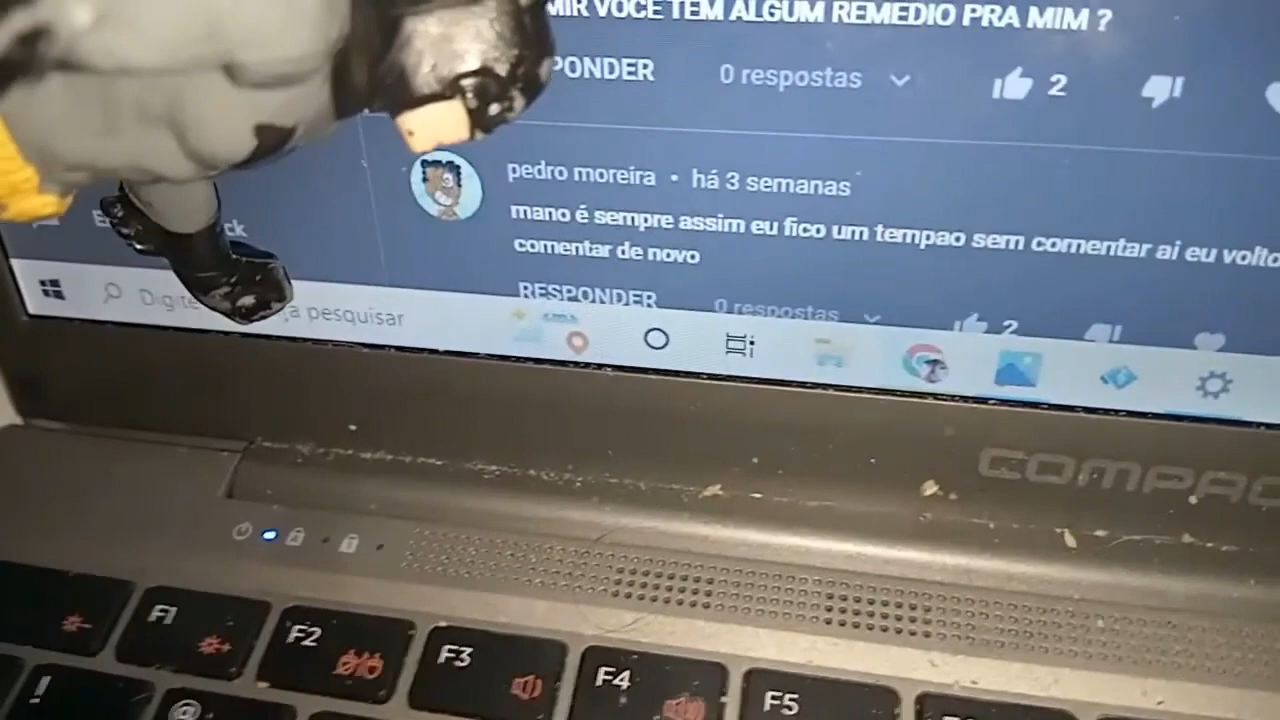 MIR VOCE TEM ALGUM REMEDIO PRA MIM ?
PONDER 0 respostas 2
pedro moreira • há 3 semanas
mano é sempre assim eu fico um tempao sem comentar ai eu volto
comentar de novo
RESPONDER 0 respostas 2
ck
Digite a pesquisar
COMPAQ
F1 F2 F3 F4 F5
! @